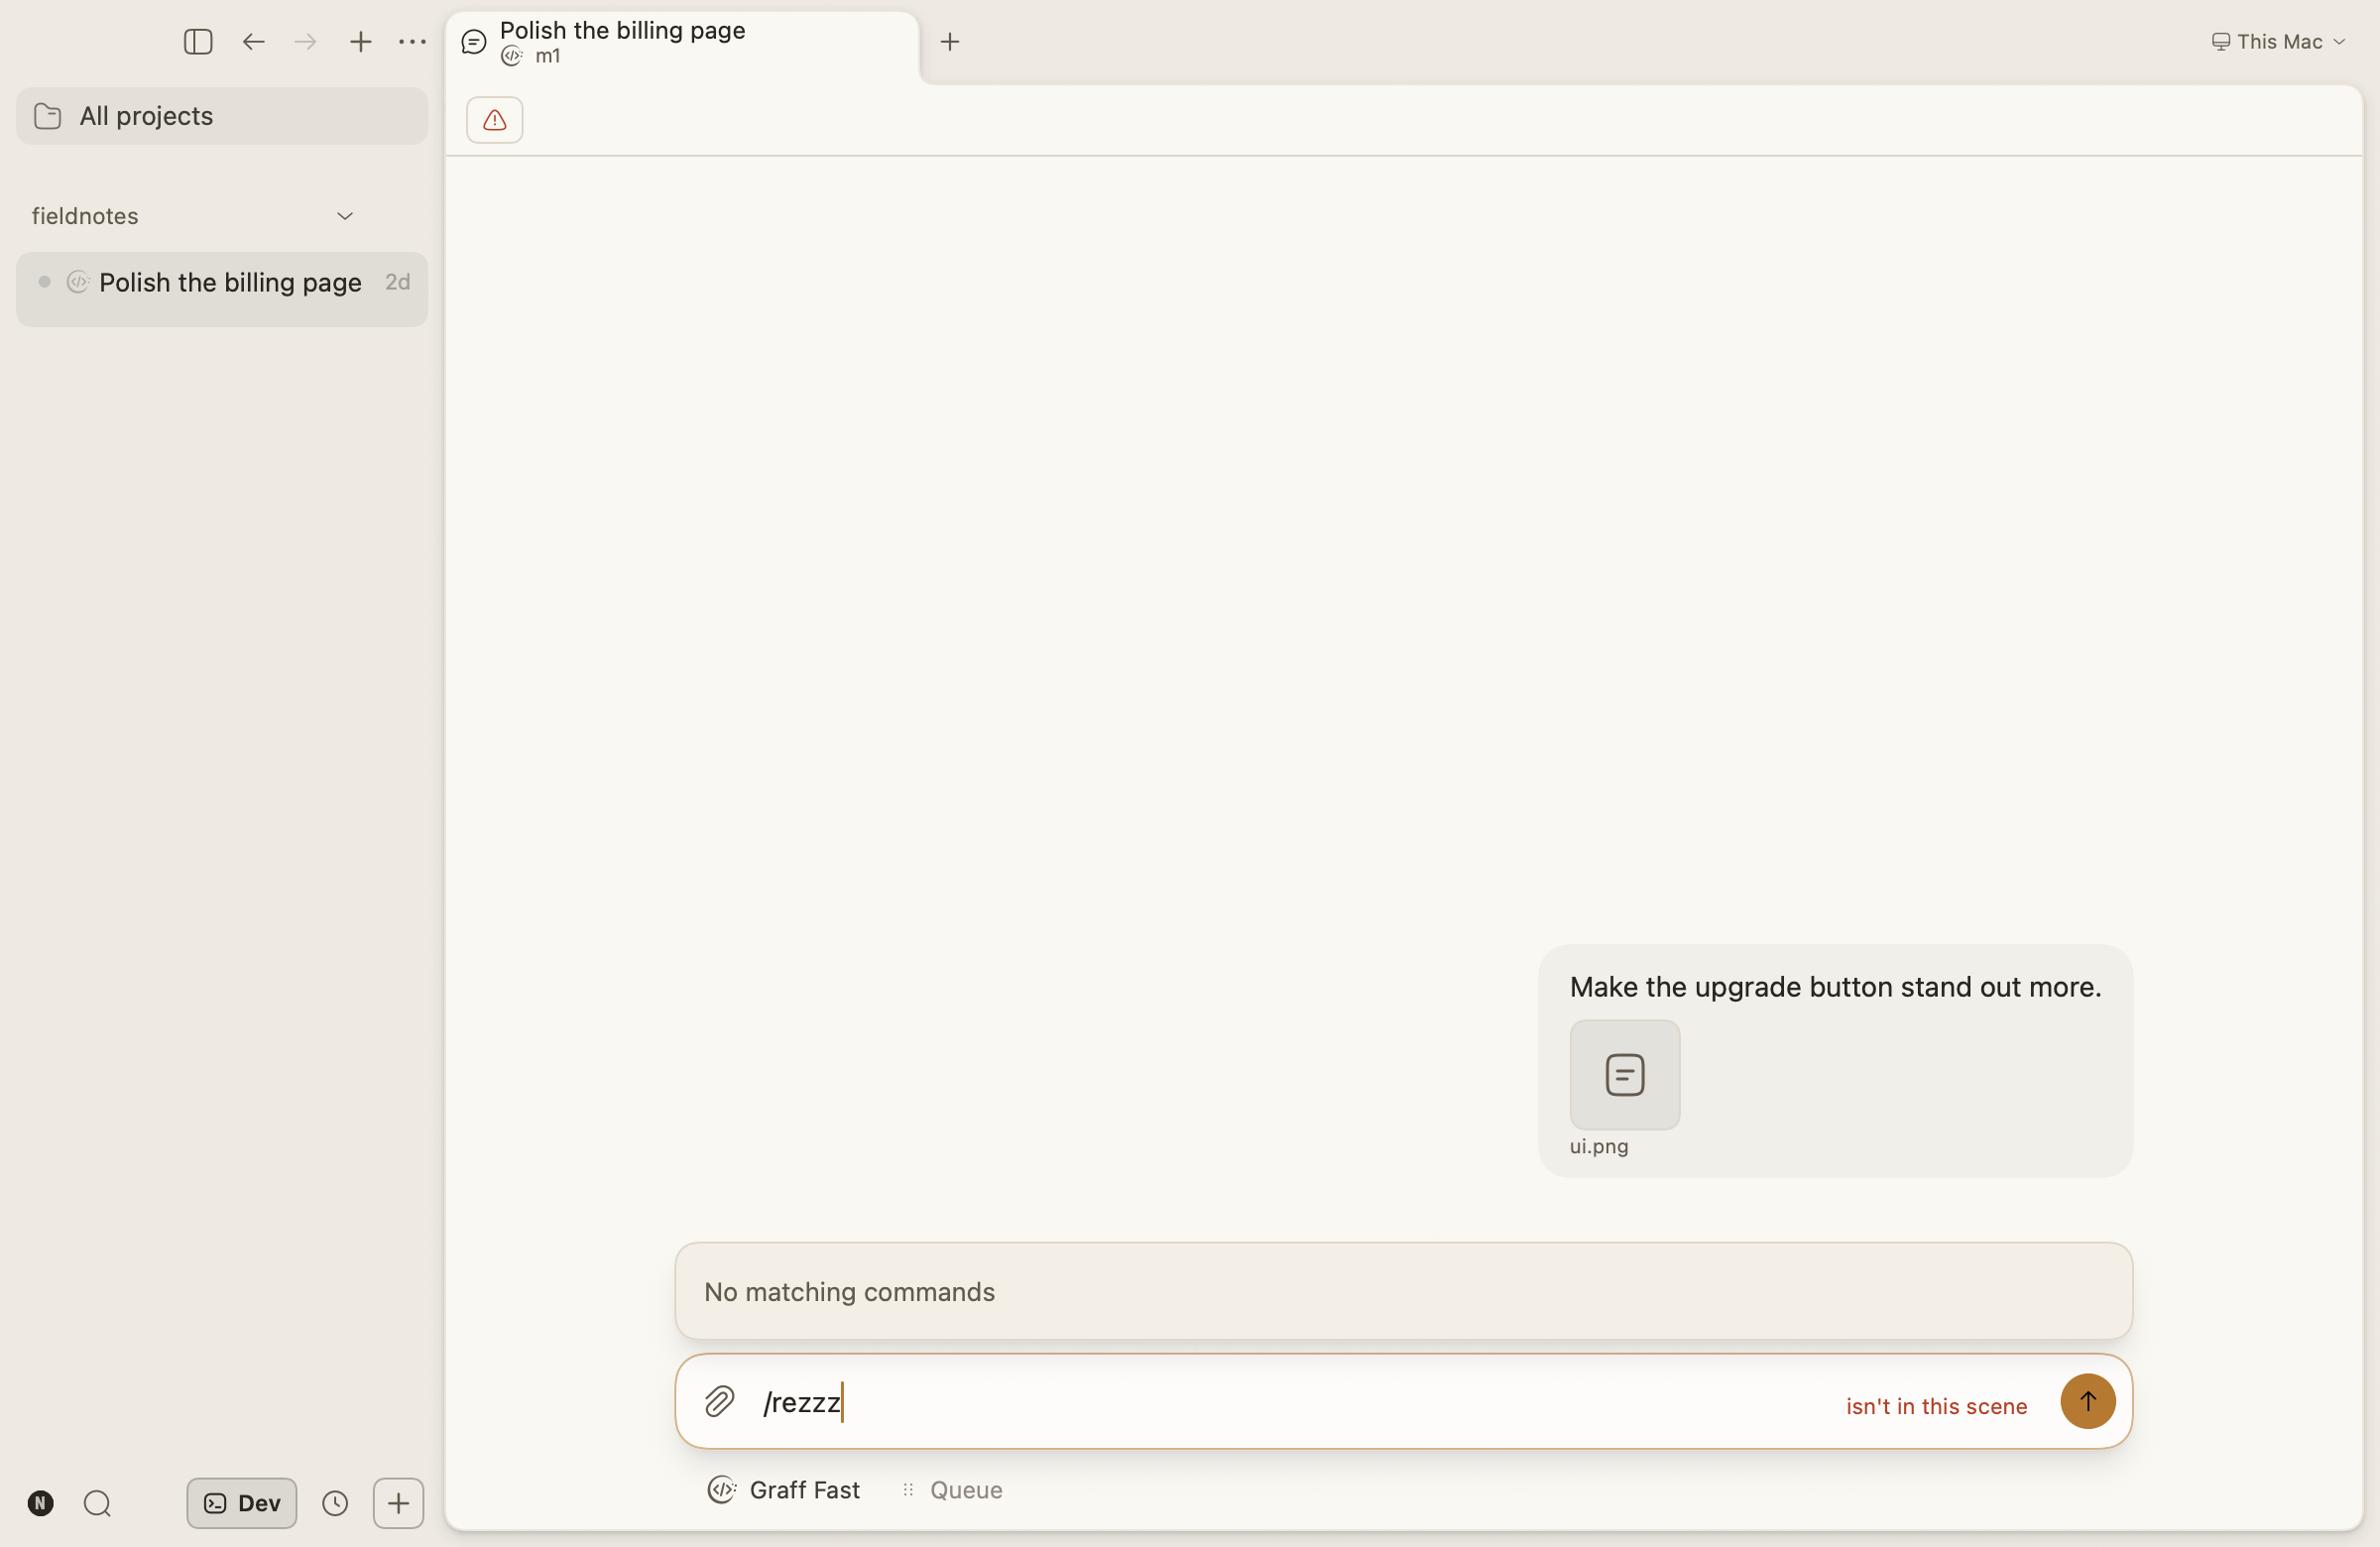 Polish the billing page
m1
This Mac
All projects
fieldnotes
Polish the billing page 2d
Make the upgrade button stand out more.
ui.png
No matching commands
/rezzz
isn't in this scene
Graff Fast
Queue
N
Dev